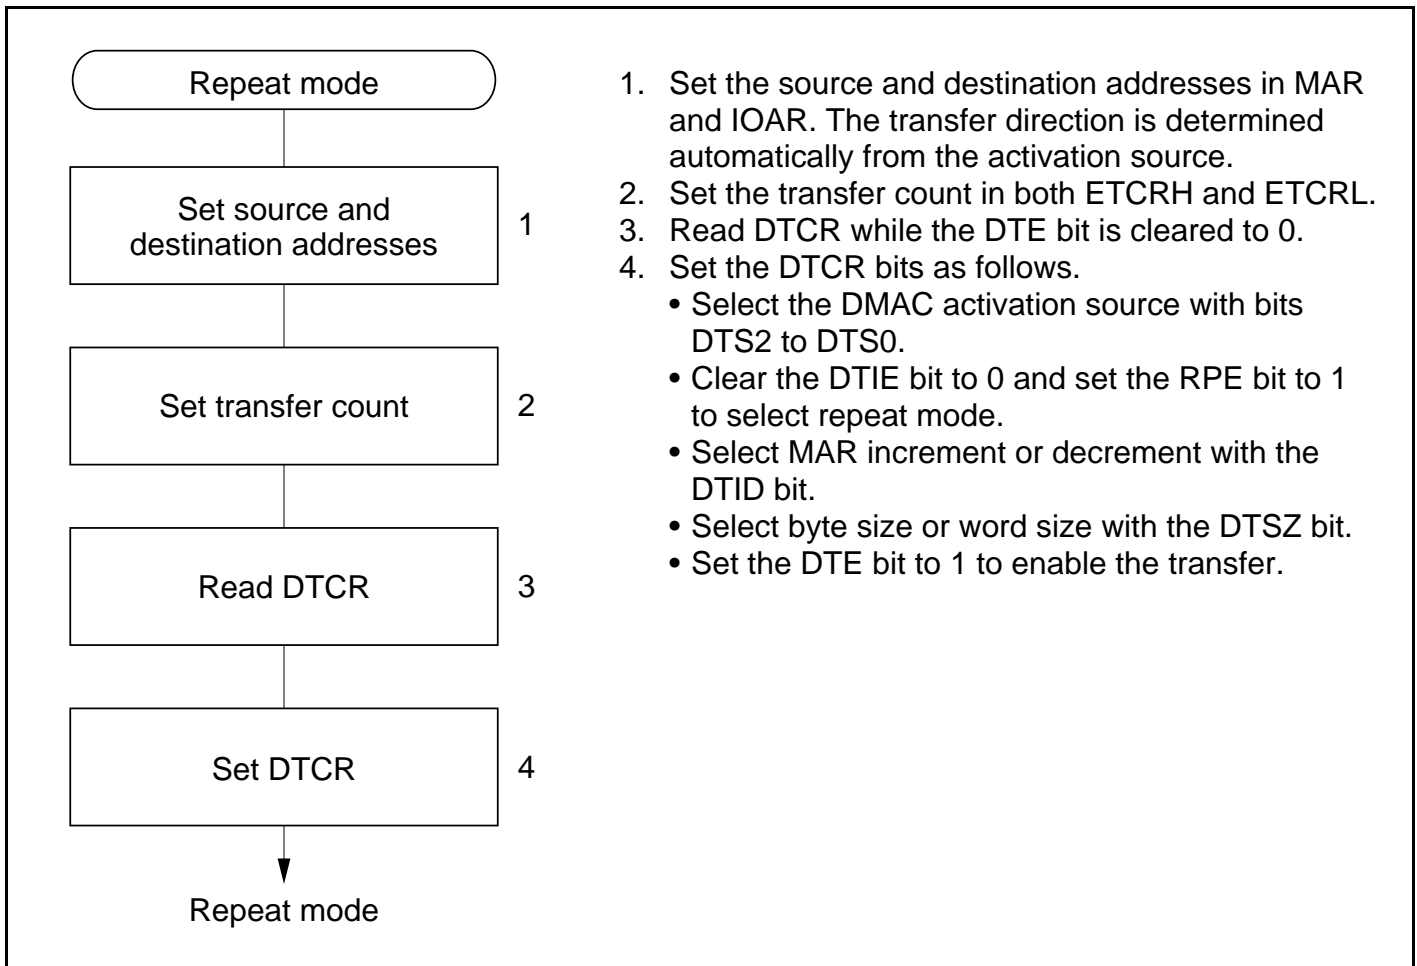 Repeat mode
Set source and
destination addresses
1
Set transfer count
2
Read DTCR
3
Set DTCR
4
Repeat mode
1. Set the source and destination addresses in MAR
and IOAR. The transfer direction is determined
automatically from the activation source.
2. Set the transfer count in both ETCRH and ETCRL.
3. Read DTCR while the DTE bit is cleared to 0.
4. Set the DTCR bits as follows.
• Select the DMAC activation source with bits
DTS2 to DTS0.
• Clear the DTIE bit to 0 and set the RPE bit to 1
to select repeat mode.
• Select MAR increment or decrement with the
DTID bit.
• Select byte size or word size with the DTSZ bit.
• Set the DTE bit to 1 to enable the transfer.